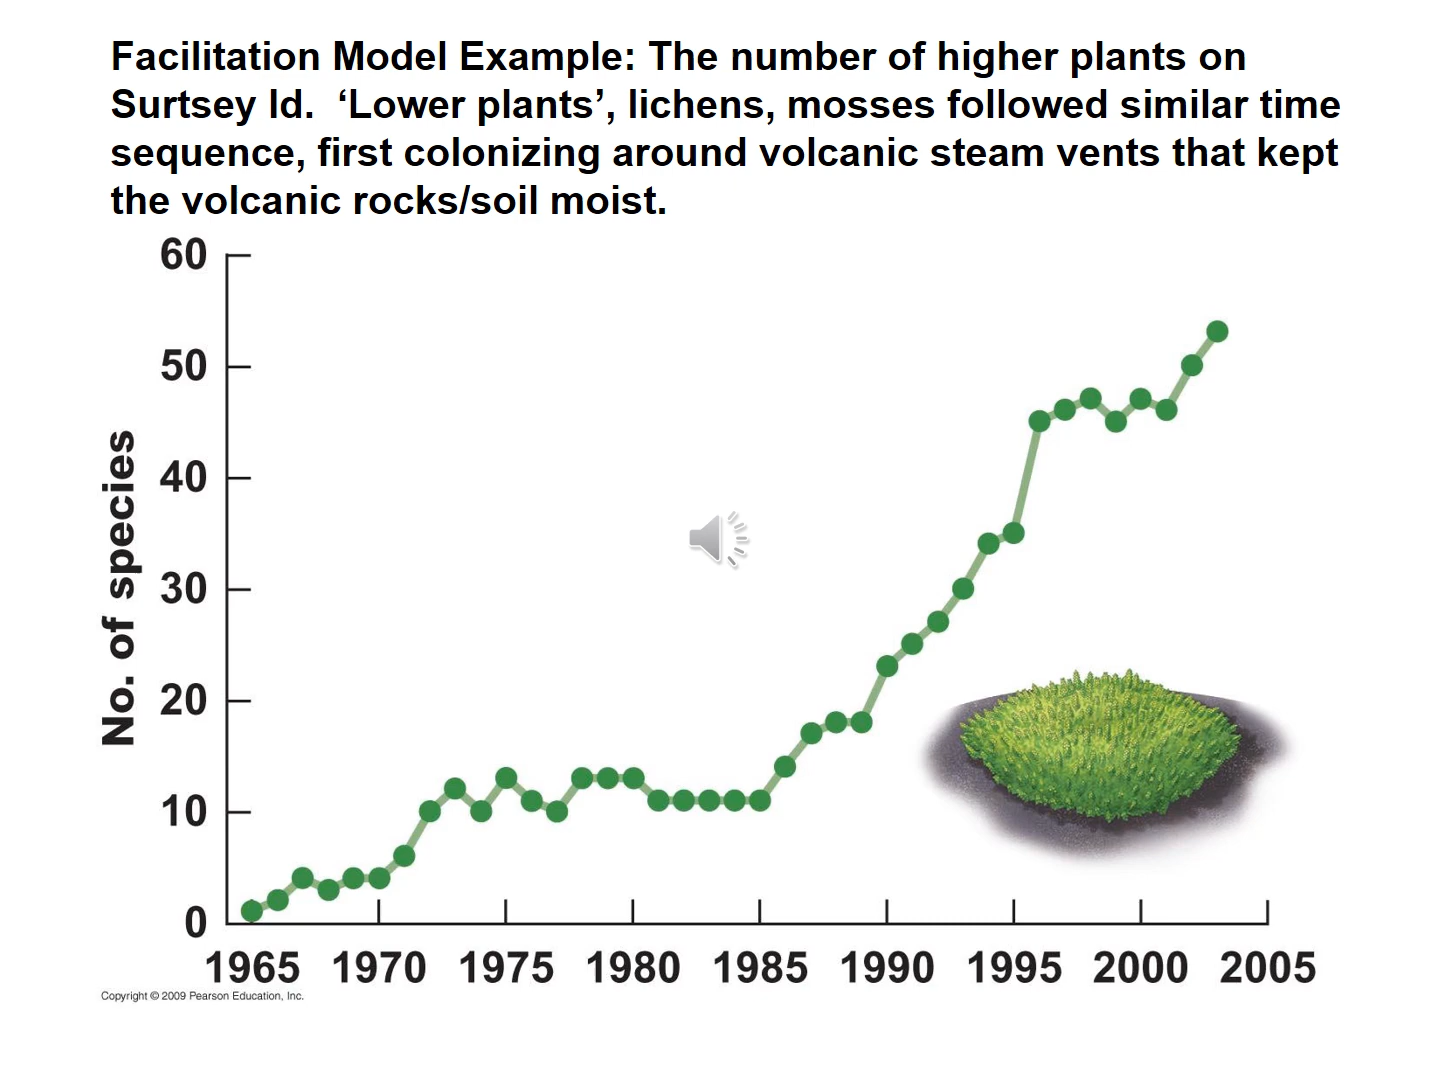 Facilitation Model Example: The number of higher plants on
Surtsey Id.  ‘Lower plants’, lichens, mosses followed similar time
sequence, first colonizing around volcanic steam vents that kept
the volcanic rocks/soil moist.
60
50
40
30
20
10
0
No. of species
1965 1970 1975 1980 1985 1990 1995 2000 2005
Copyright © 2009 Pearson Education, Inc.